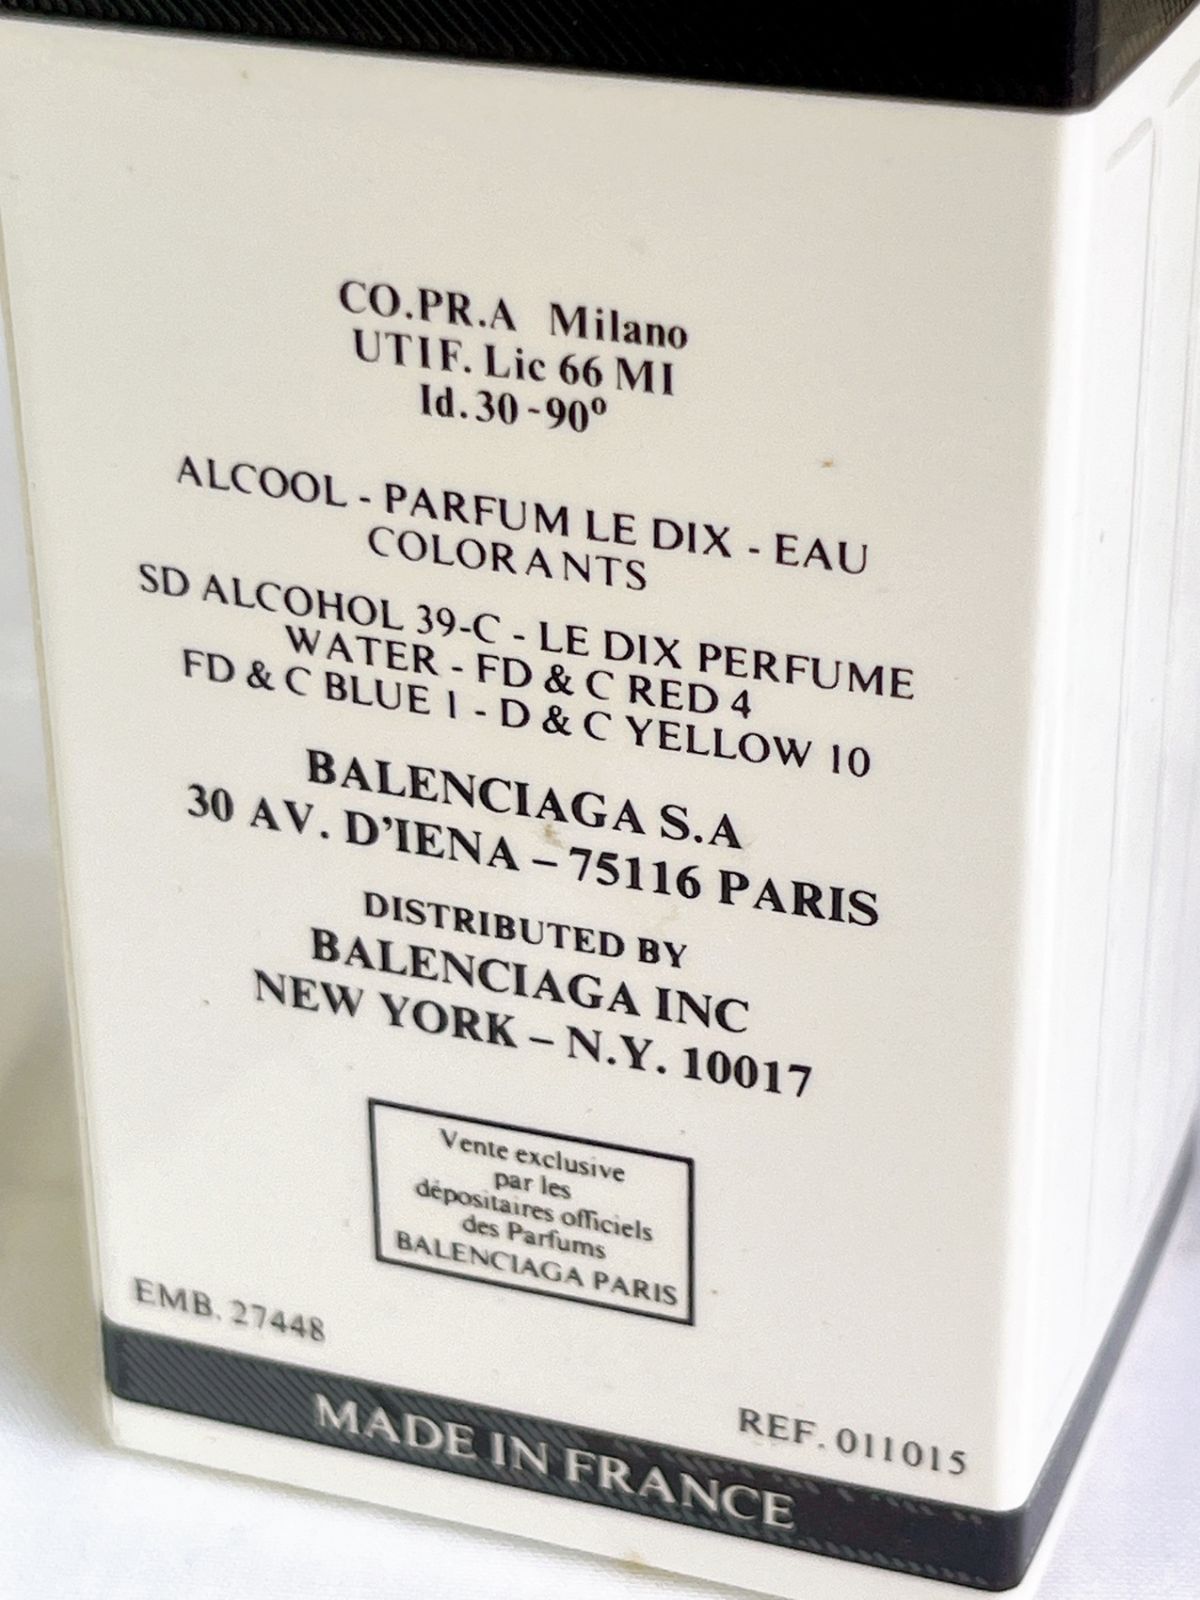 CO.PR.A Milano
UTIF. Lic 66 MI
Id. 30-90º
ALCOOL - PARFUM LE DIX - EAU
COLORANTS
SD ALCOHOL 39-C - LE DIX PERFUME
WATER - FD & C RED 4
FD & C BLUE 1 - D & C YELLOW 10
BALENCIAGA S.A
30 AV. D'IENA – 75116 PARIS
DISTRIBUTED BY
BALENCIAGA INC
NEW YORK – N.Y. 10017
Vente exclusive
par les
dépositaires officiels
des Parfums
BALENCIAGA PARIS
EMB. 27448
REF. 011015
MADE IN FRANCE